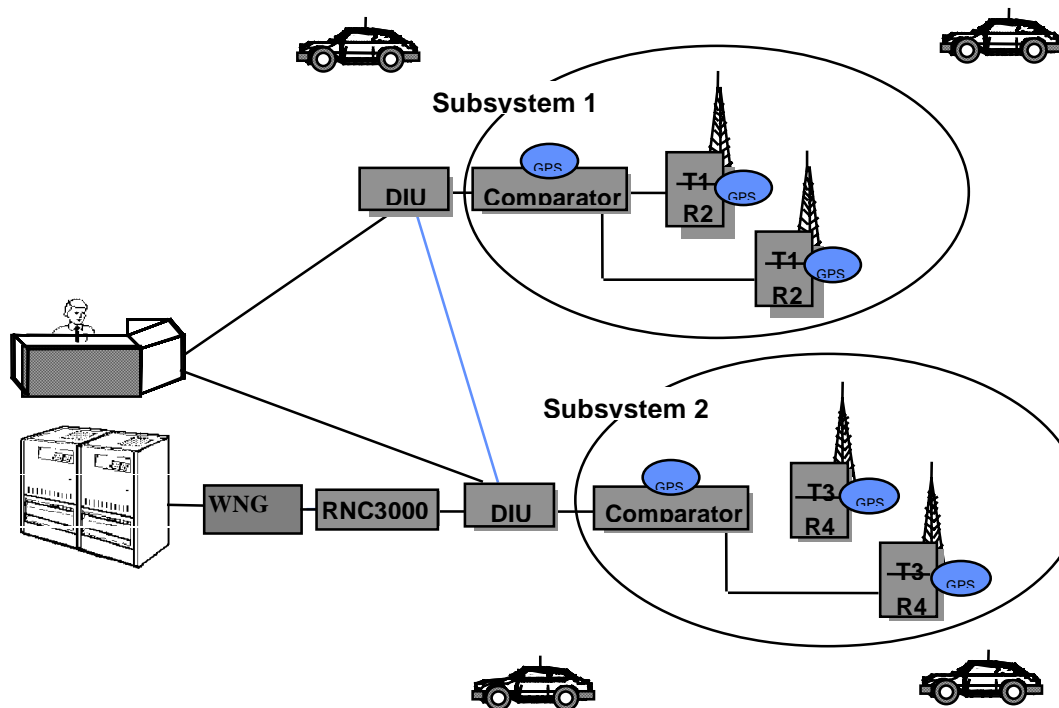 Subsystem 1
GPS
DIU
Comparator
T1
R2
GPS
T1
R2
GPS
Subsystem 2
GPS
WNG
RNC3000
DIU
Comparator
T3
R4
GPS
T3
R4
GPS